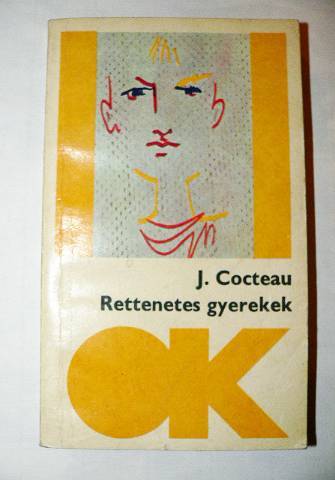 J. Cocteau
Rettenetes gyerekek
OK